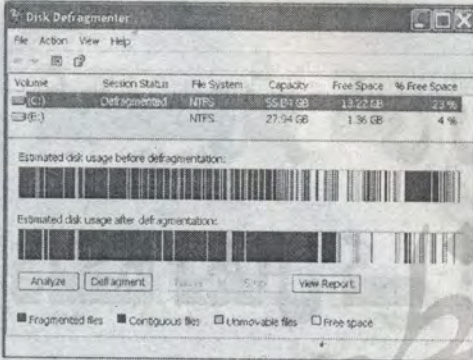 Disk Defragmenter
File Action View Help
Volume Session Status File System Capacity Free Space % Free Space
(C:) Defragmented NTFS 55.84 GB 13.22 GB 23 %
(E:) NTFS 27.94 GB 1.36 GB 4 %
Estimated disk usage before defragmentation:
Estimated disk usage after defragmentation:
Analyze Defragment Stop View Report
Fragmented files Contiguous files Unmovable files Free space